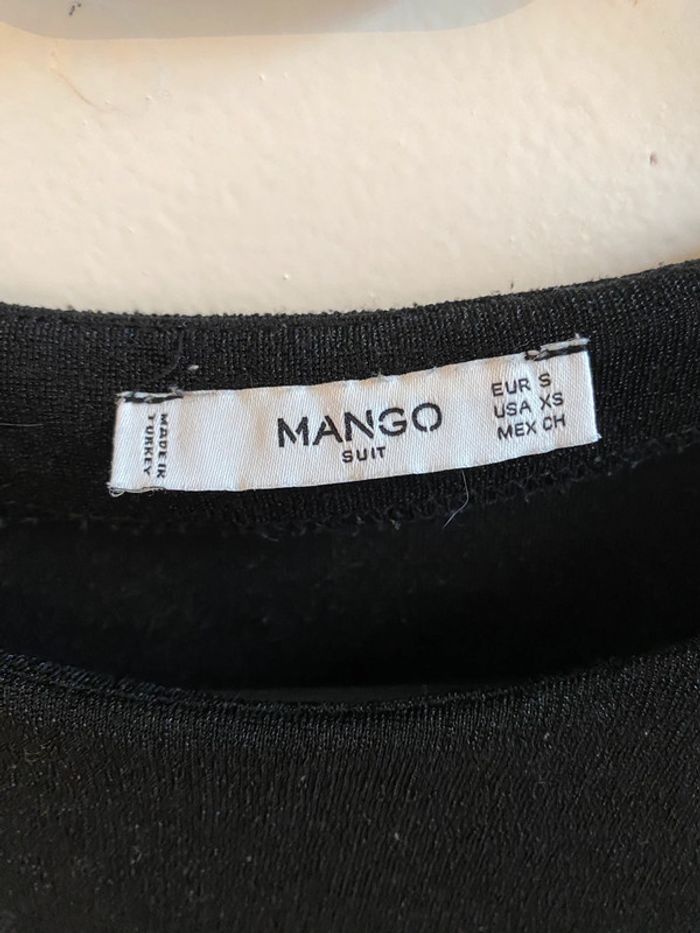 MANGO
SUIT
EUR S
USA XS
MEX CH
MADE IN
TURKEY